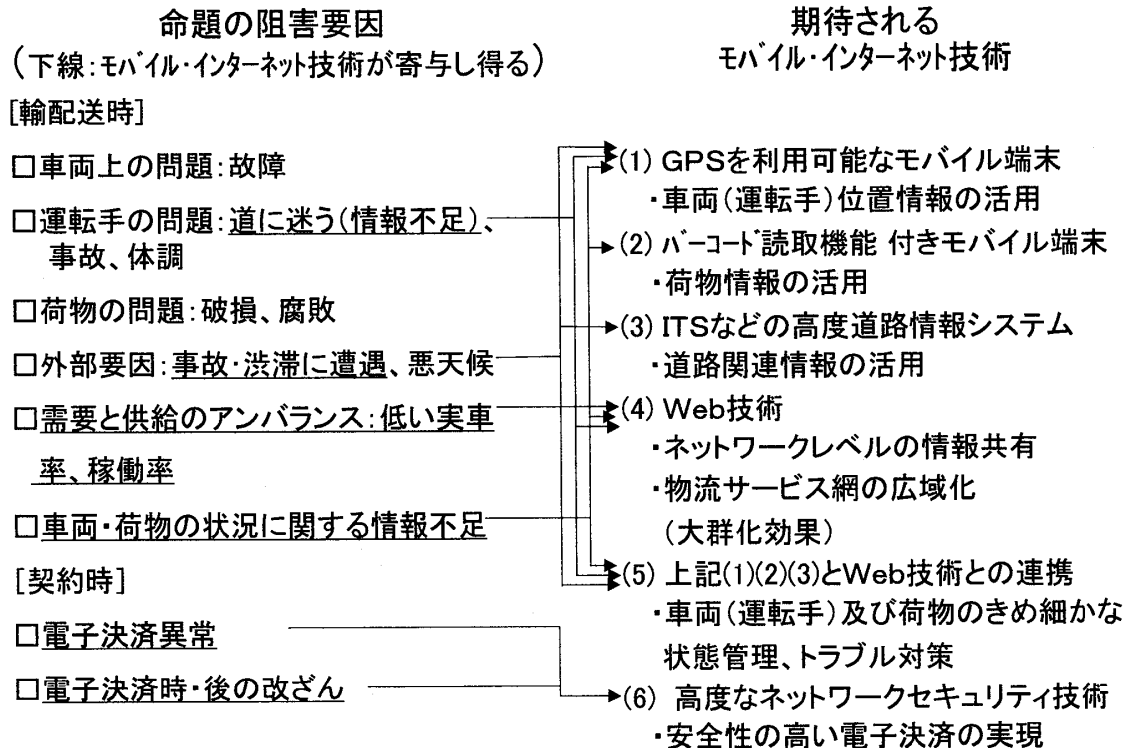 命題の阻害要因
(下線:モバイル・インターネット技術が寄与し得る)
[輸配送時]
□車両上の問題:故障
□運転手の問題:道に迷う(情報不足)、
事故、体調
□荷物の問題:破損、腐敗
□外部要因:事故・渋滞に遭遇、悪天候
□需要と供給のアンバランス:低い実車
率、稼働率
□車両・荷物の状況に関する情報不足
[契約時]
□電子決済異常
□電子決済時・後の改ざん
期待される
モバイル・インターネット技術
(1) GPSを利用可能なモバイル端末
・車両(運転手)位置情報の活用
(2) バーコード読取機能 付きモバイル端末
・荷物情報の活用
(3) ITSなどの高度道路情報システム
・道路関連情報の活用
(4) Web技術
・ネットワークレベルの情報共有
・物流サービス網の広域化
(大群化効果)
(5) 上記(1)(2)(3)とWeb技術との連携
・車両(運転手)及び荷物のきめ細かな
状態管理、トラブル対策
(6) 高度なネットワークセキュリティ技術
・安全性の高い電子決済の実現